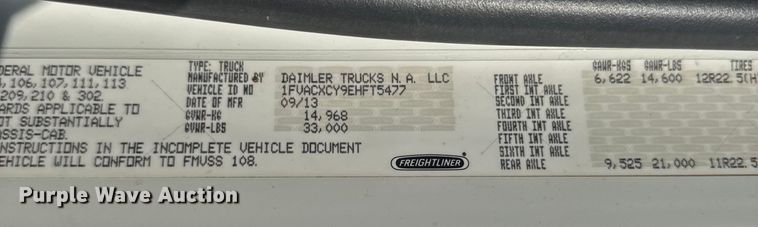 DERAL MOTOR VEHICLE
, 106, 107, 111, 113
209, 210 & 302.
ARDS APPLICABLE TO
OT SUBSTANTIALLY
ASSIS-CAB.
INSTRUCTIONS IN THE INCOMPLETE VEHICLE DOCUMENT
EHICLE WILL CONFORM TO FMVSS 108.
TYPE: TRUCK
MANUFACTURED BY DAIMLER TRUCKS N.A. LLC
VEHICLE ID NO 1FVACXCY9EHFT5477
DATE OF MFR 09/13
GVWR-KG 14,968
GVWR-LBS 33,000
FREIGHTLINER
GAWR-KGS GAWR-LBS TIRES
FRONT AXLE 6,622 14,600 12R22.5(H
FIRST INT AXLE
SECOND INT AXLE
THIRD INT AXLE
FOURTH INT AXLE
FIFTH INT AXLE
SIXTH INT AXLE
REAR AXLE 9,525 21,000 11R22.5
Purple Wave Auction